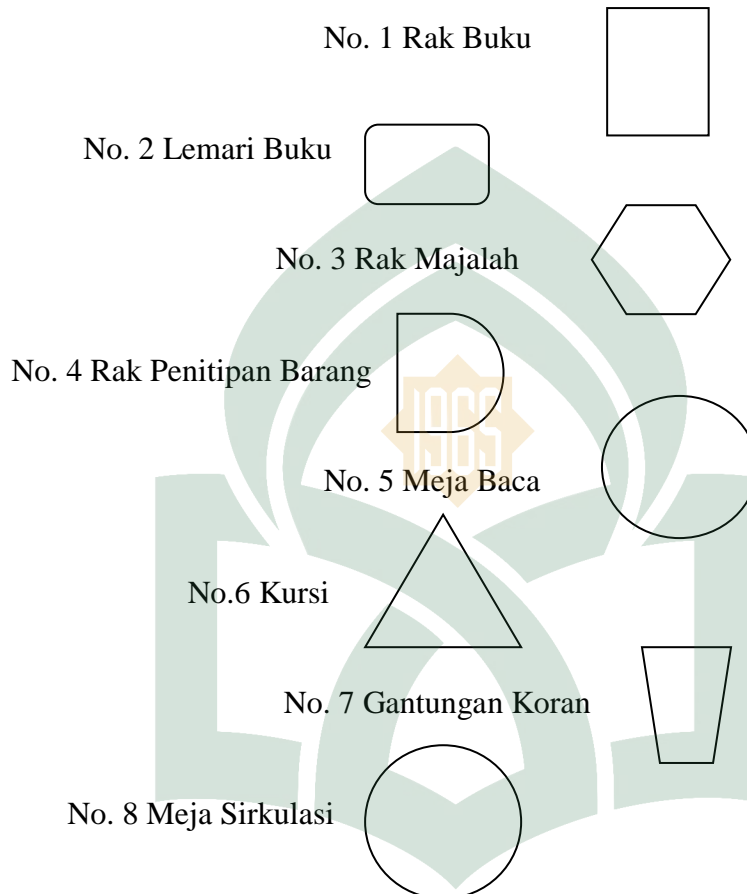 No. 1 Rak Buku
No. 2 Lemari Buku
No. 3 Rak Majalah
No. 4 Rak Penitipan Barang
1965
No. 5 Meja Baca
No.6 Kursi
No. 7 Gantungan Koran
No. 8 Meja Sirkulasi